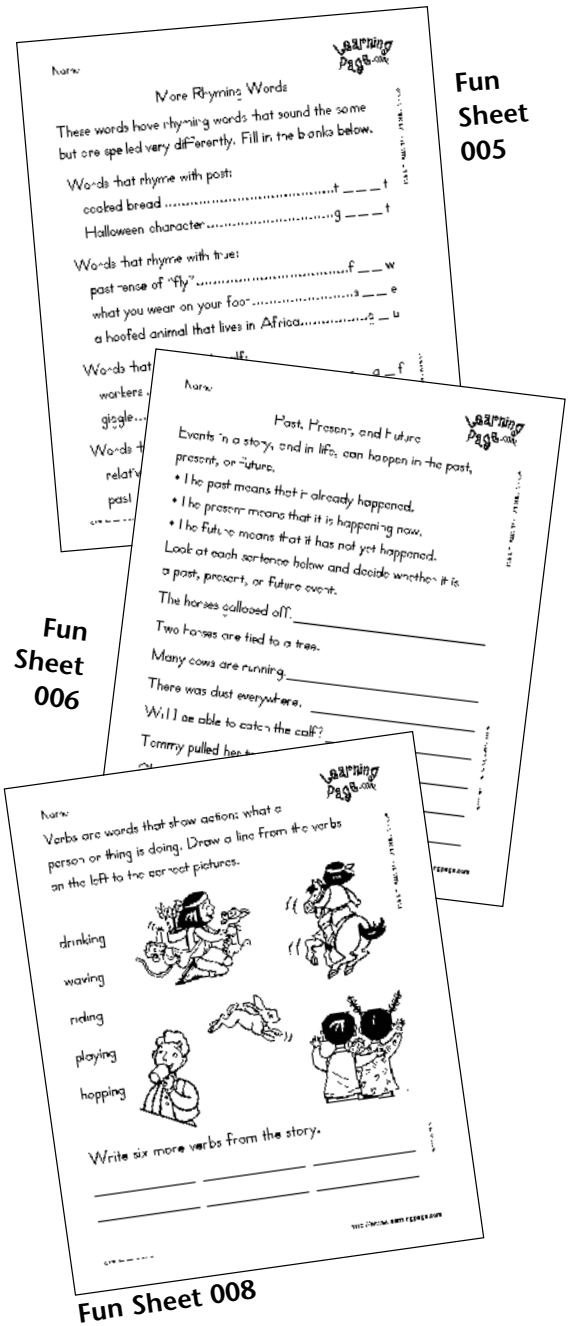 Name
Learning
Page.com
More Rhyming Words
These words have rhyming words that sound the same
but are spelled very differently. Fill in the blanks below.
Words that rhyme with post:
cooked bread ........................................t _ _ _ t
Halloween character................................g _ _ _ t
Words that rhyme with true:
past tense of "fly"......................................f _ _ w
what you wear on your foot..........................s _ _ e
a hoofed animal that lives in Africa.................g _ u
Words that
workers .
giggle....
Words t
relativ
past
Fun
Sheet
005
Name
Learning
Page.com
Past, Present, and Future
Events in a story, and in life, can happen in the past,
present, or future.
• The past means that it already happened.
• The present means that it is happening now.
• The future means that it has not yet happened.
Look at each sentence below and decide whether it is
a past, present, or future event.
The horses galloped off.
Two horses are tied to a tree.
Many cows are running.
There was dust everywhere.
Will I be able to catch the calf?
Tommy pulled her
Fun
Sheet
006
Name
Learning
Page.com
Verbs are words that show action: what a
person or thing is doing. Draw a line from the verbs
on the left to the correct pictures.
drinking
waving
riding
playing
hopping
Write six more verbs from the story.
Fun Sheet 008